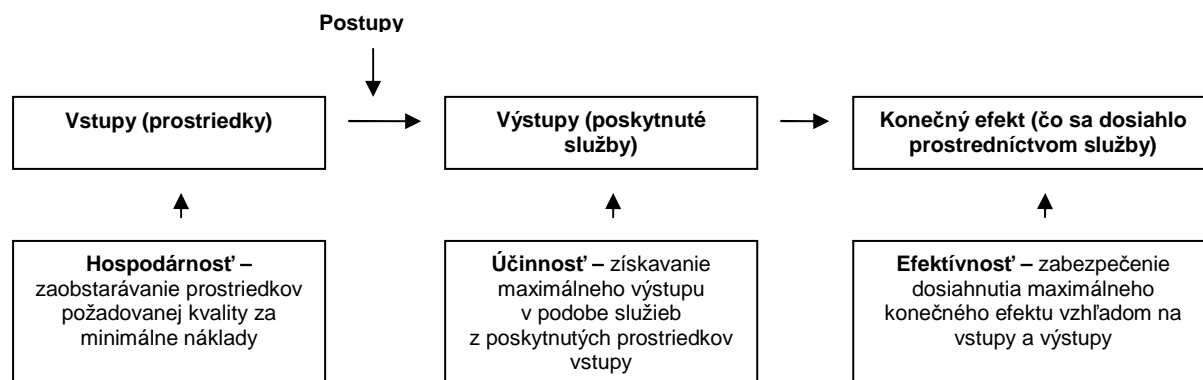 Postupy
Vstupy (prostriedky)
Výstupy (poskytnuté
služby)
Konečný efekt (čo sa dosiahlo
prostredníctvom služby)
Hospodárnosť –
zaobstarávanie prostriedkov
požadovanej kvality za
minimálne náklady
Účinnosť – získavanie
maximálneho výstupu
v podobe služieb
z poskytnutých prostriedkov
vstupy
Efektívnosť – zabezpečenie
dosiahnutia maximálneho
konečného efektu vzhľadom na
vstupy a výstupy